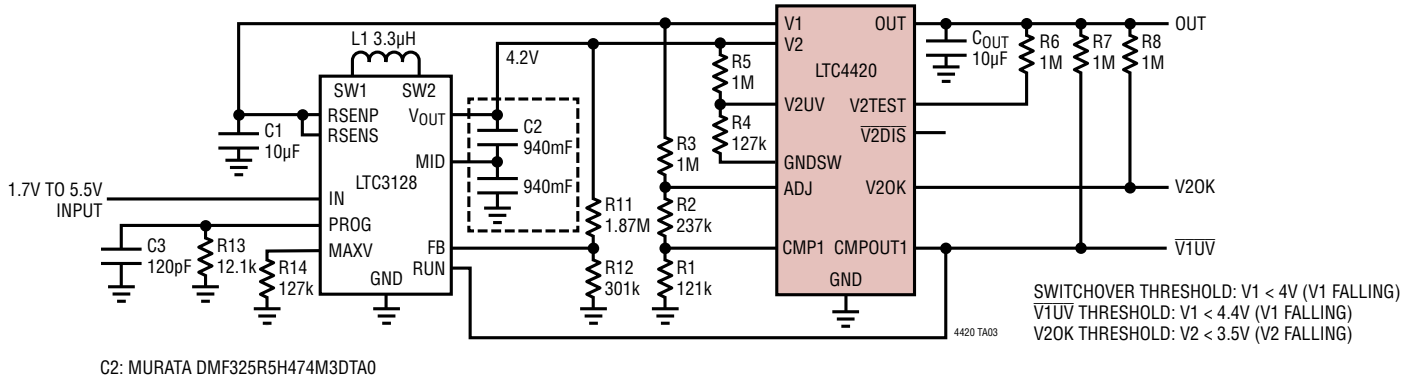 L1 3.3µH
4.2V
SW1
SW2
RSENP
RSENS
VOUT
MID
LTC3128
IN
PROG
MAXV
FB
RUN
GND
C1
10µF
1.7V TO 5.5V
INPUT
C3
120pF
R13
12.1k
R14
127k
C2
940mF
940mF
R11
1.87M
R12
301k
R3
1M
R2
237k
R1
121k
R5
1M
R4
127k
V1
V2
V2UV
GNDSW
ADJ
CMP1
LTC4420
OUT
V2TEST
V2DIS
V2OK
CMPOUT1
GND
COUT
10µF
R6
1M
R7
1M
R8
1M
OUT
V2OK
V1UV
4420 TA03
SWITCHOVER THRESHOLD: V1 < 4V (V1 FALLING)
V1UV THRESHOLD: V1 < 4.4V (V1 FALLING)
V2OK THRESHOLD: V2 < 3.5V (V2 FALLING)
C2: MURATA DMF325R5H474M3DTA0